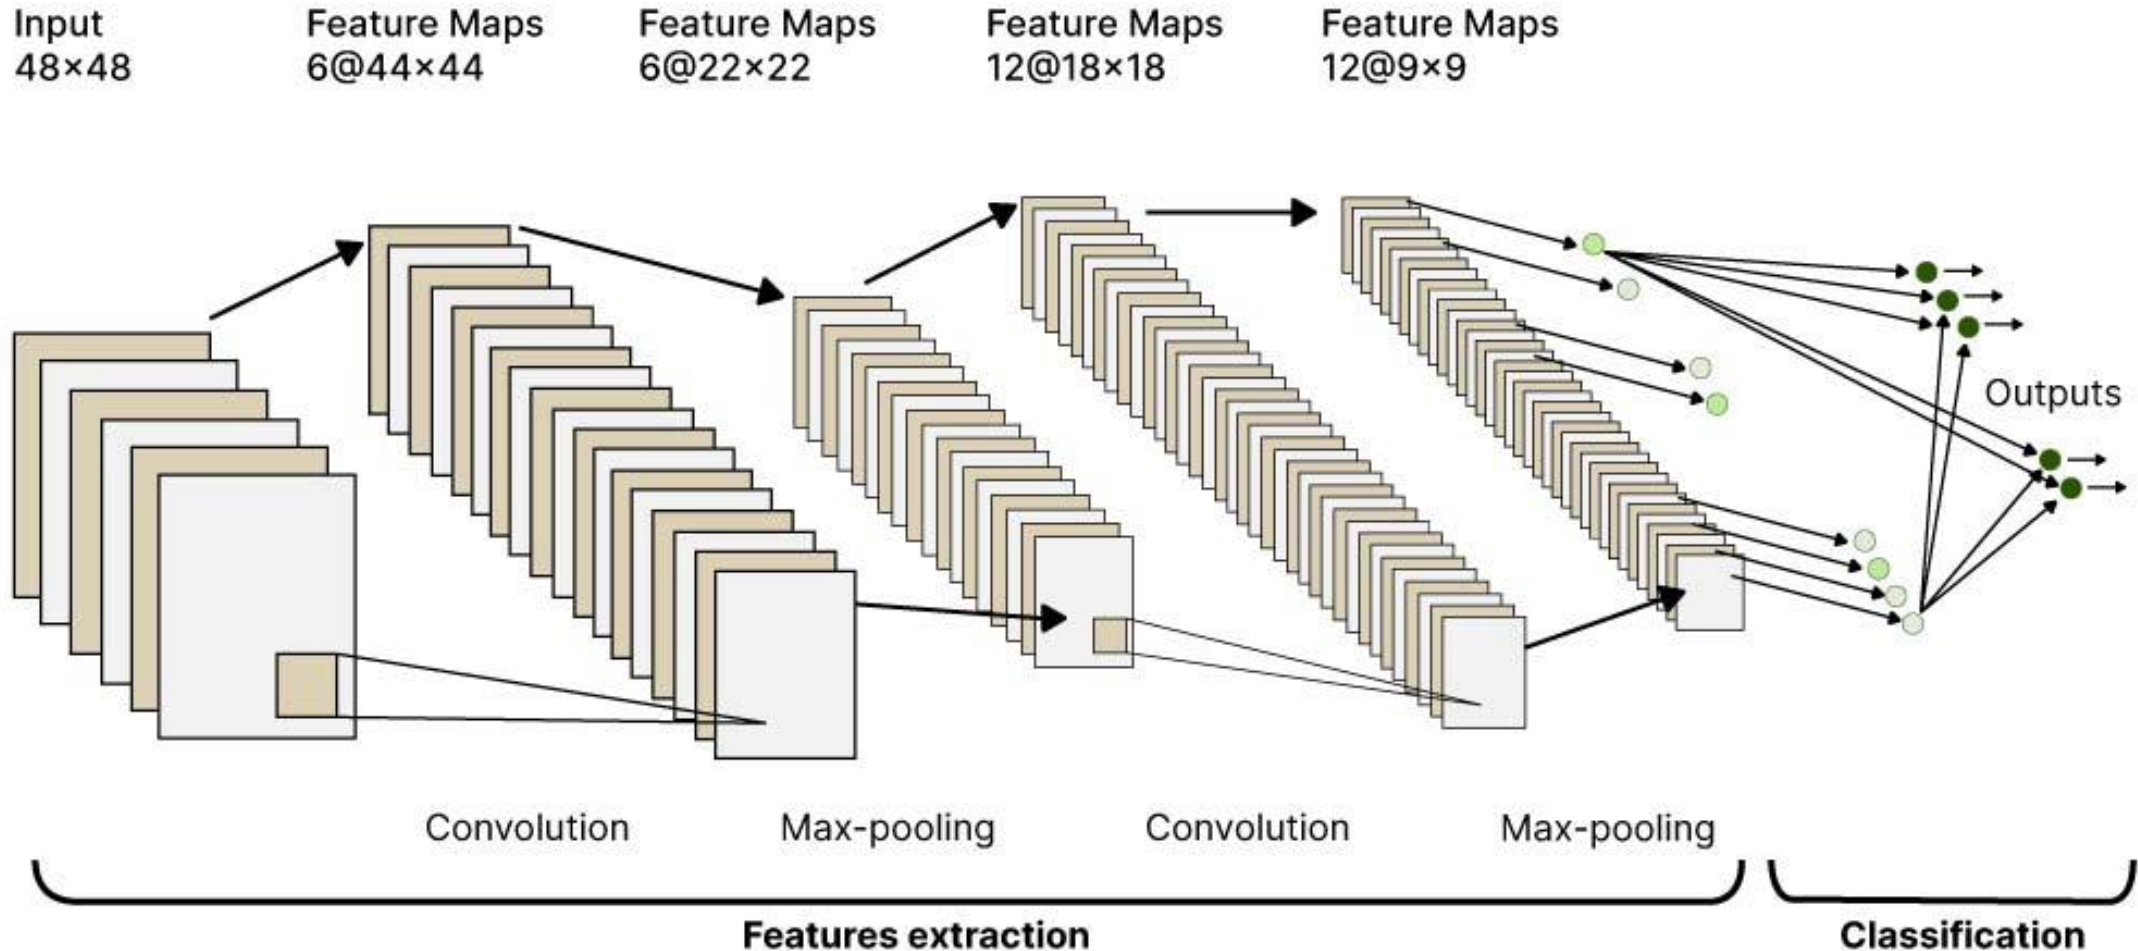 Input
48×48
Feature Maps
6@44×44
Feature Maps
6@22×22
Feature Maps
12@18×18
Feature Maps
12@9×9
Outputs
Convolution
Max-pooling
Convolution
Max-pooling
Features extraction
Classification